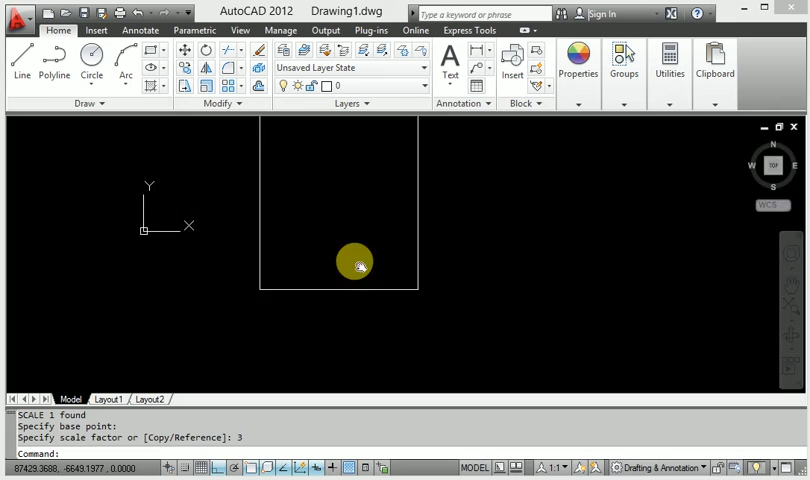 AutoCAD 2012 Drawing1.dwg
Type a keyword or phrase
Sign In
Home Insert Annotate Parametric View Manage Output Plug-ins Online Express Tools
Line Polyline Circle Arc
Unsaved Layer State
0
Text
Insert
Properties Groups Utilities Clipboard
Draw Modify Layers Annotation Block
Y
X
N
W TOP E
S
WCS
Model Layout1 Layout2
SCALE 1 found
Specify base point:
Specify scale factor or [Copy/Reference]: 3
Command:
87429.3688, -6649.1977, 0.0000 MODEL 1:1 Drafting & Annotation